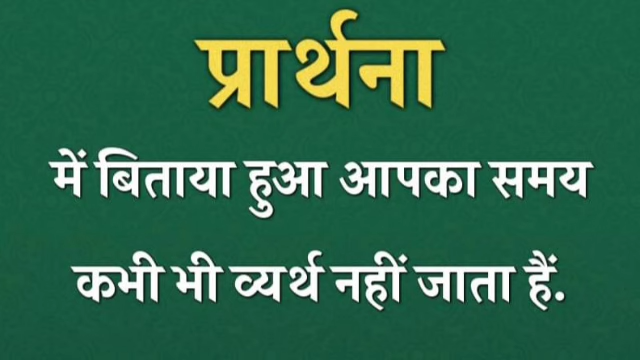 प्रार्थना
में बिताया हुआ आपका समय
कभी भी व्यर्थ नहीं जाता हैं.